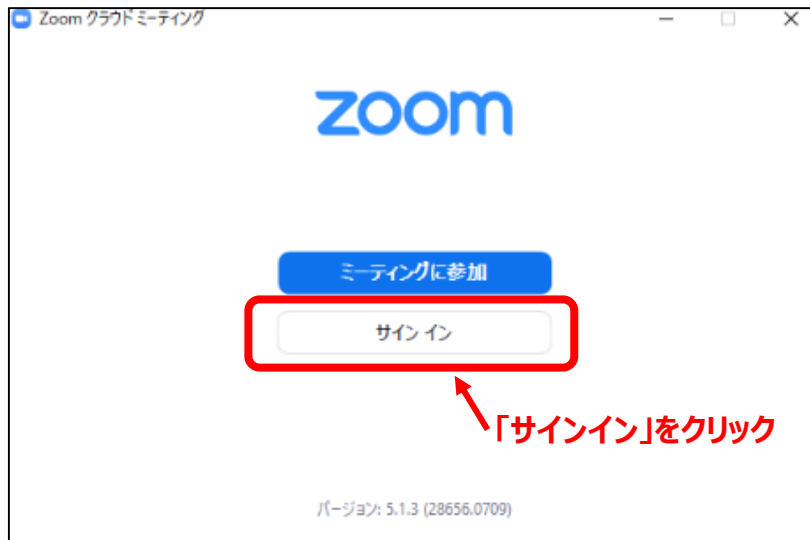 Zoom クラウド ミーティング
zoom
ミーティングに参加
サイン イン
「サインイン」をクリック
バージョン: 5.1.3 (28656.0709)